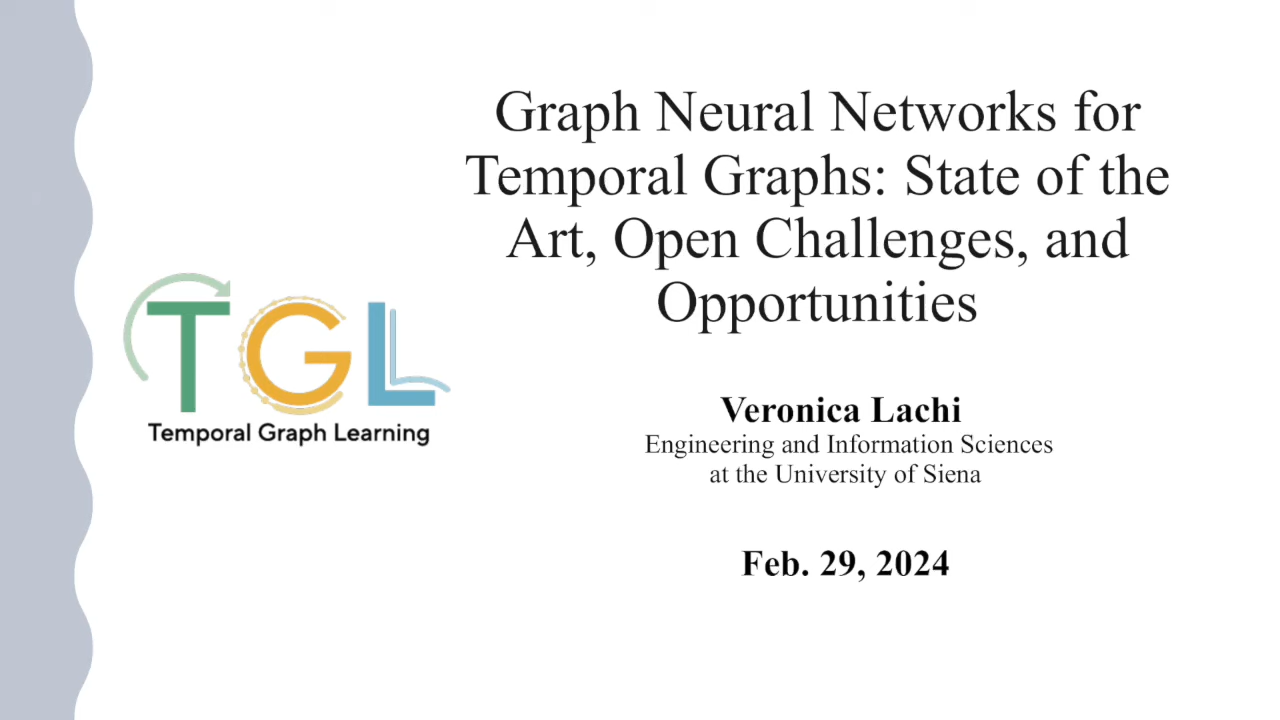 Graph Neural Networks for
Temporal Graphs: State of the
Art, Open Challenges, and
Opportunities
TGL
Temporal Graph Learning
Veronica Lachi
Engineering and Information Sciences
at the University of Siena
Feb. 29, 2024